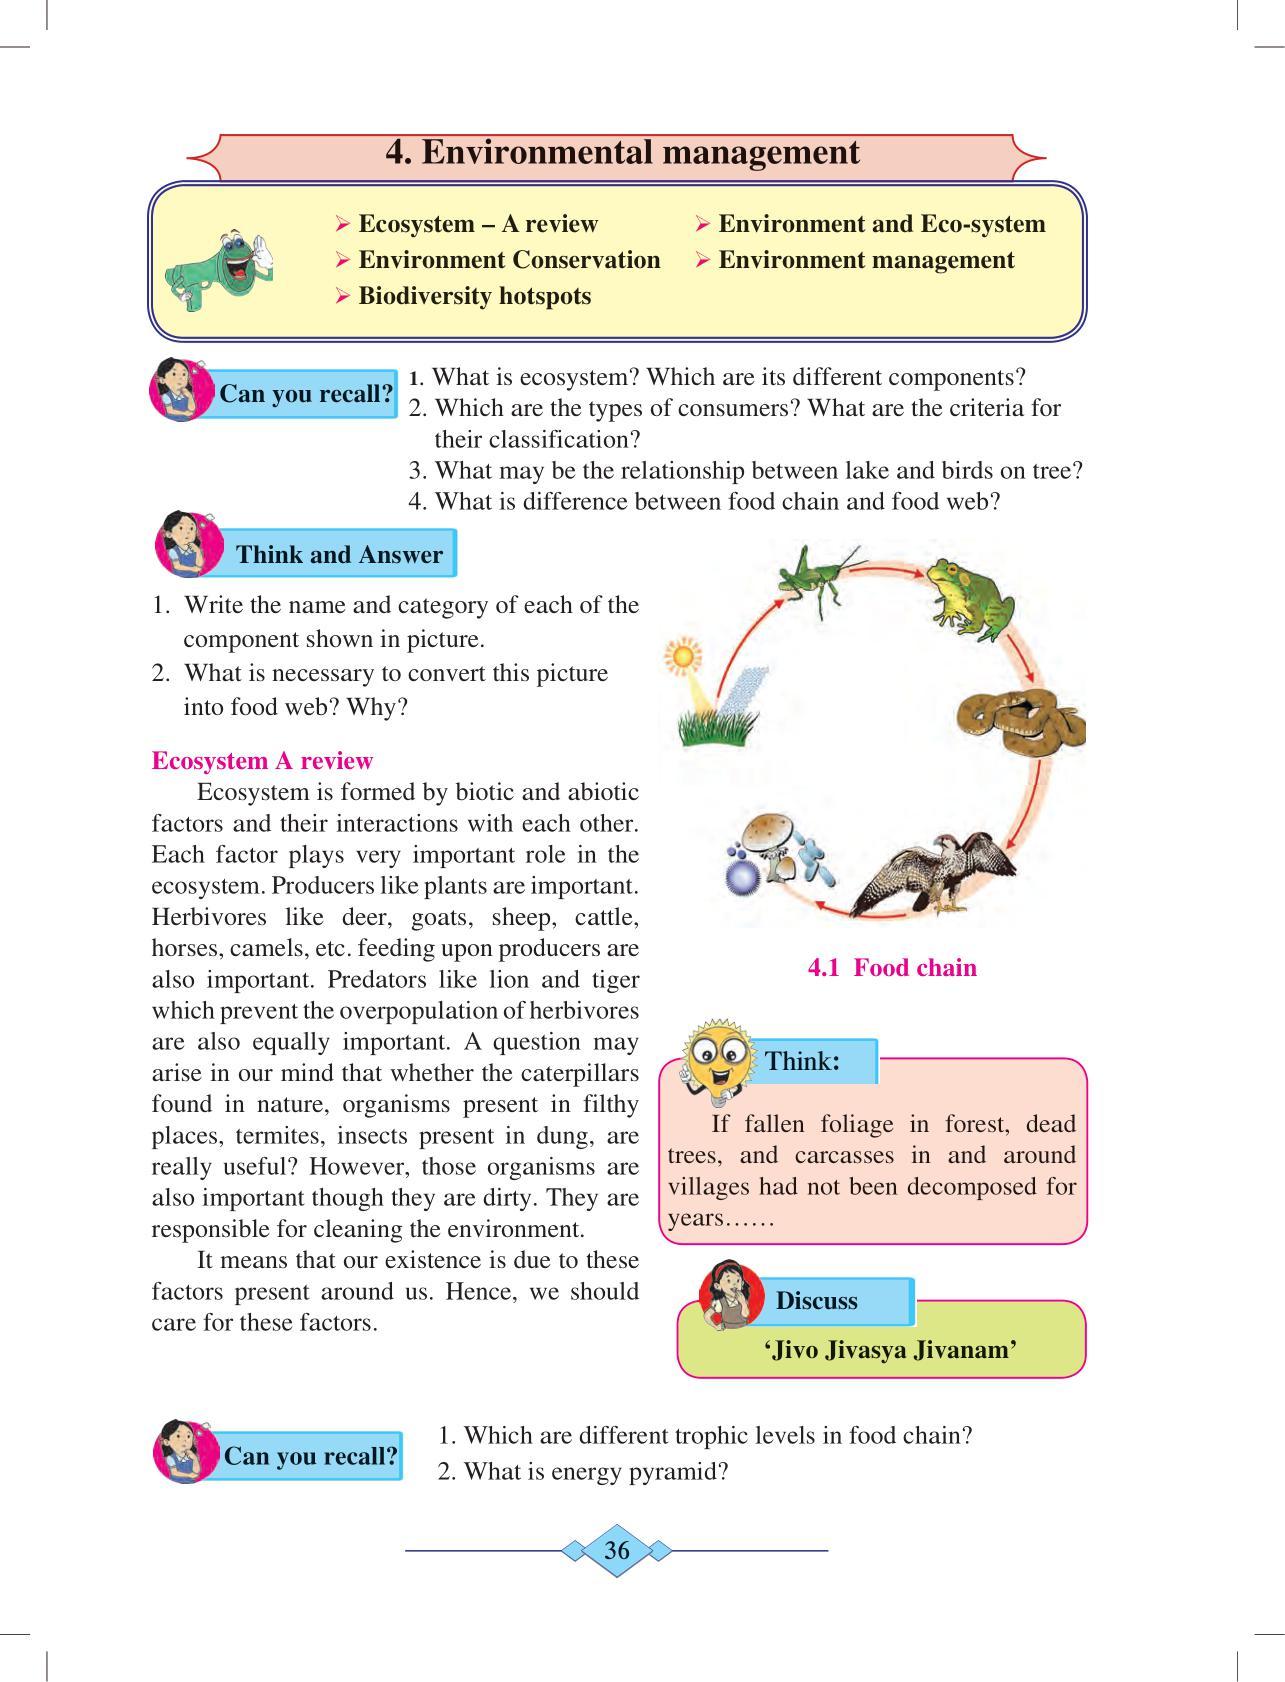 4. Environmental management
➢ Ecosystem – A review
➢ Environment and Eco-system
➢ Environment Conservation
➢ Environment management
➢ Biodiversity hotspots
Can you recall?
1. What is ecosystem? Which are its different components?
2. Which are the types of consumers? What are the criteria for
their classification?
3. What may be the relationship between lake and birds on tree?
4. What is difference between food chain and food web?
Think and Answer
1. Write the name and category of each of the
component shown in picture.
2. What is necessary to convert this picture
into food web? Why?
Ecosystem A review
Ecosystem is formed by biotic and abiotic
factors and their interactions with each other.
Each factor plays very important role in the
ecosystem. Producers like plants are important.
Herbivores like deer, goats, sheep, cattle,
horses, camels, etc. feeding upon producers are
also important. Predators like lion and tiger
which prevent the overpopulation of herbivores
are also equally important. A question may
arise in our mind that whether the caterpillars
found in nature, organisms present in filthy
places, termites, insects present in dung, are
really useful? However, those organisms are
also important though they are dirty. They are
responsible for cleaning the environment.
It means that our existence is due to these
factors present around us. Hence, we should
care for these factors.
4.1 Food chain
Think:
If fallen foliage in forest, dead
trees, and carcasses in and around
villages had not been decomposed for
years……
Discuss
‘Jivo Jivasya Jivanam’
Can you recall?
1. Which are different trophic levels in food chain?
2. What is energy pyramid?
36